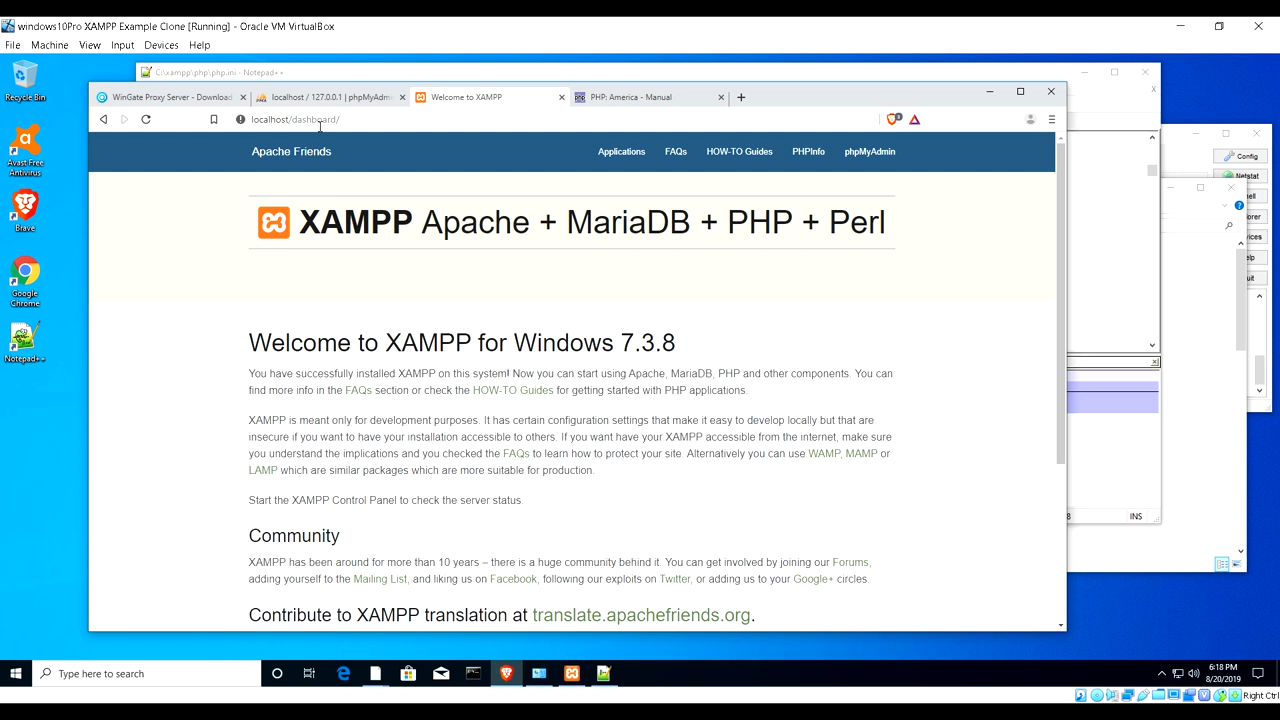 windows10Pro XAMPP Example Clone [Running] - Oracle VM VirtualBox
File Machine View Input Devices Help
C:\xampp\php\php.ini - Notepad++
WinGate Proxy Server - Download
localhost / 127.0.0.1 | phpMyAdmi
Welcome to XAMPP
PHP: America - Manual
localhost/dashboard/
Apache Friends
Applications FAQs HOW-TO Guides PHPInfo phpMyAdmin
XAMPP Apache + MariaDB + PHP + Perl
Welcome to XAMPP for Windows 7.3.8
You have successfully installed XAMPP on this system! Now you can start using Apache, MariaDB, PHP and other components. You can
find more info in the FAQs section or check the HOW-TO Guides for getting started with PHP applications.
XAMPP is meant only for development purposes. It has certain configuration settings that make it easy to develop locally but that are
insecure if you want to have your installation accessible to others. If you want have your XAMPP accessible from the internet, make sure
you understand the implications and you checked the FAQs to learn how to protect your site. Alternatively you can use WAMP, MAMP or
LAMP which are similar packages which are more suitable for production.
Start the XAMPP Control Panel to check the server status.
Community
XAMPP has been around for more than 10 years – there is a huge community behind it. You can get involved by joining our Forums,
adding yourself to the Mailing List, and liking us on Facebook, following our exploits on Twitter, or adding us to your Google+ circles.
Contribute to XAMPP translation at translate.apachefriends.org.
Recycle Bin
Avast Free
Antivirus
Brave
Google
Chrome
Notepad++
Config
Netstat
ell
orer
ices
elp
uit
8 INS
Type here to search
6:18 PM
8/20/2019
Right Ctrl